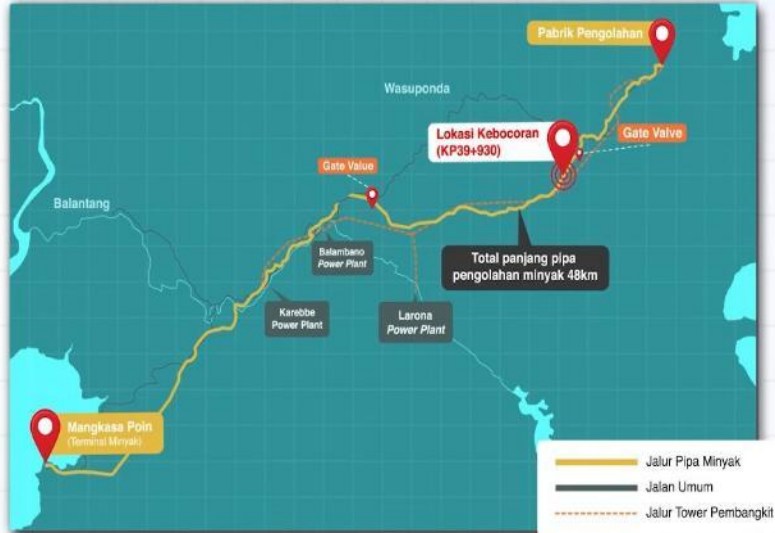 Pabrik Pengolahan
Wasuponda
Lokasi Kebocoran
(KP39+930)
Gate Valve
Gate Value
Balantang
Balambano
Power Plant
Total panjang pipa
pengolahan minyak 48km
Karebbe
Power Plant
Larona
Power Plant
Mangkasa Poin
(Terminal Minyak)
Jalur Pipa Minyak
Jalan Umum
Jalur Tower Pembangkit